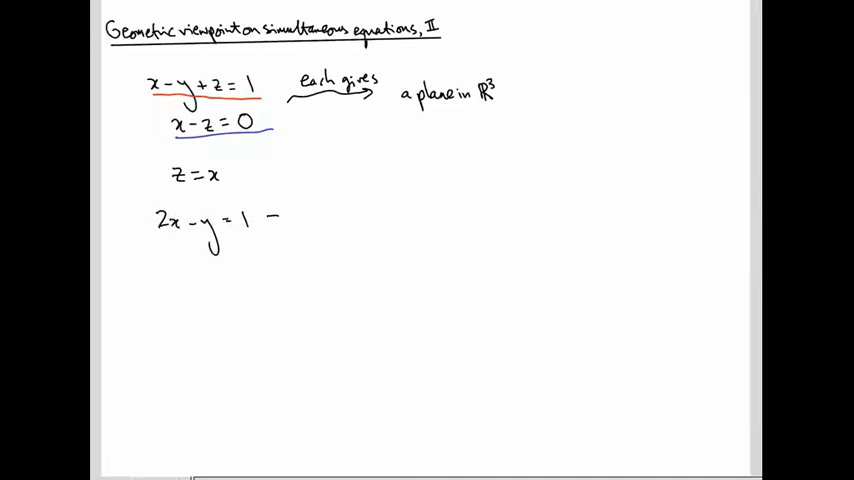 Geometric viewpoint on simultaneous equations, II
x - y + z = 1 each gives a plane in ℝ³
x - z = 0
z = x
2x - y = 1 -